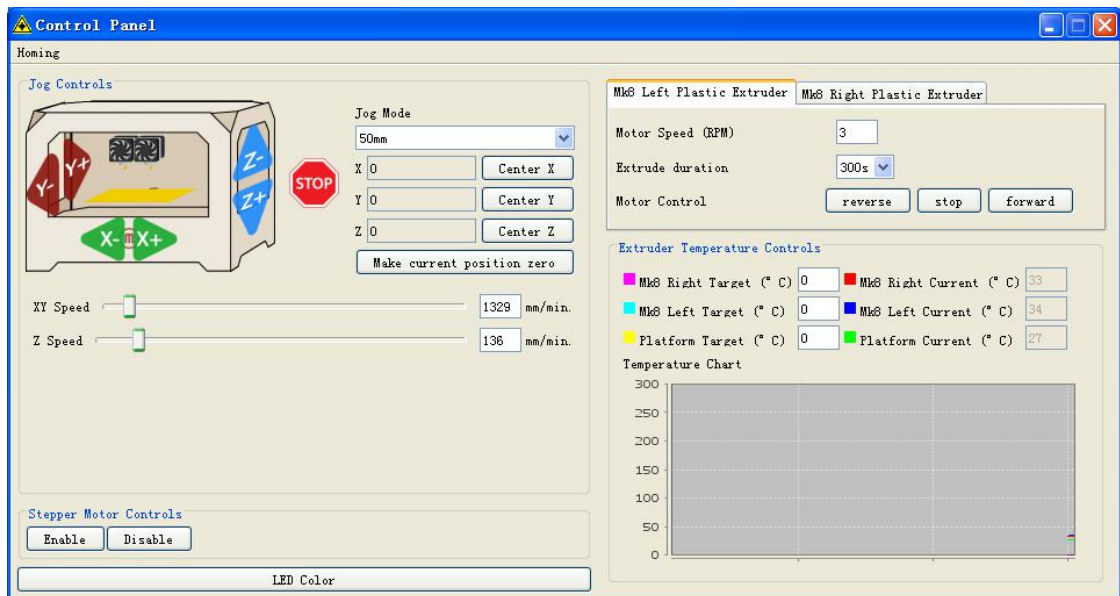 Control Panel
Homing
Jog Controls
Y-
Y+
Z-
Z+
X-
m
X+
STOP
Jog Mode
50mm
X 0 Center X
Y 0 Center Y
Z 0 Center Z
Make current position zero
XY Speed 1329 mm/min.
Z Speed 136 mm/min.
Stepper Motor Controls
Enable Disable
LED Color
Mk8 Left Plastic Extruder Mk8 Right Plastic Extruder
Motor Speed (RPM) 3
Extrude duration 300s
Motor Control reverse stop forward
Extruder Temperature Controls
Mk8 Right Target (° C) 0 Mk8 Right Current (° C) 33
Mk8 Left Target (° C) 0 Mk8 Left Current (° C) 34
Platform Target (° C) 0 Platform Current (° C) 27
Temperature Chart
300
250
200
150
100
50
0